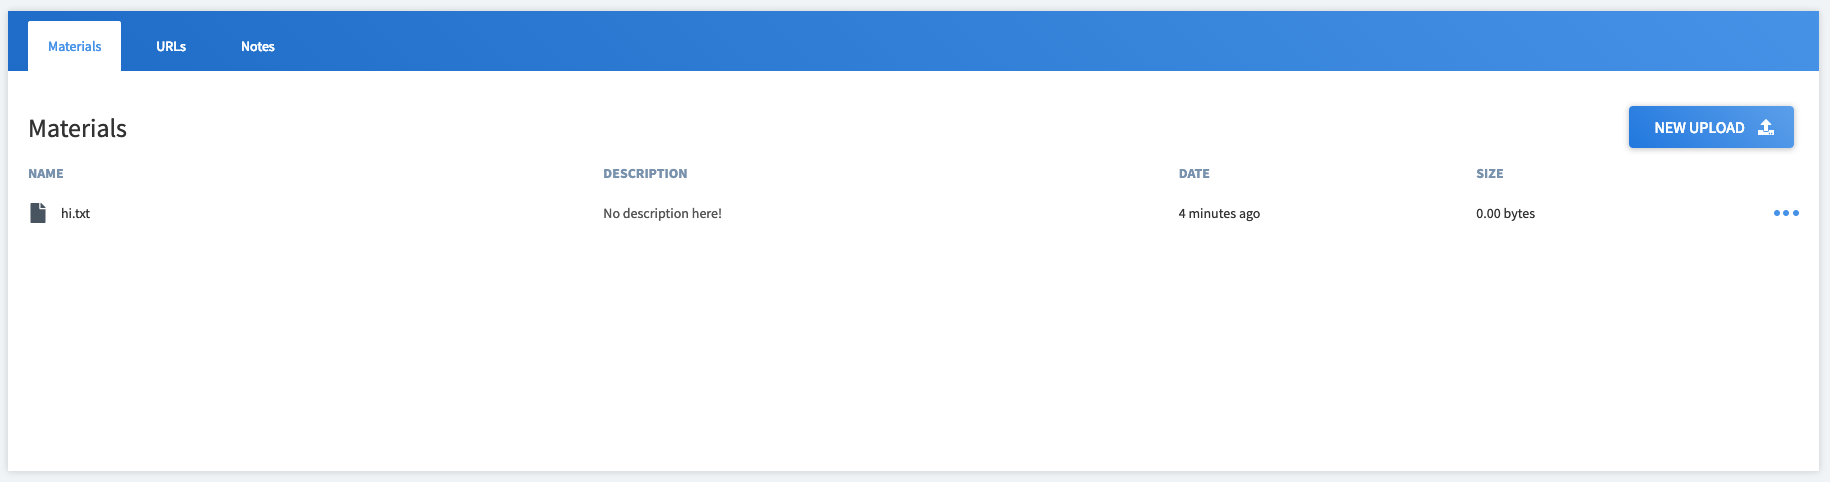 Materials URLs Notes
Materials
NEW UPLOAD
NAME DESCRIPTION DATE SIZE
hi.txt No description here! 4 minutes ago 0.00 bytes